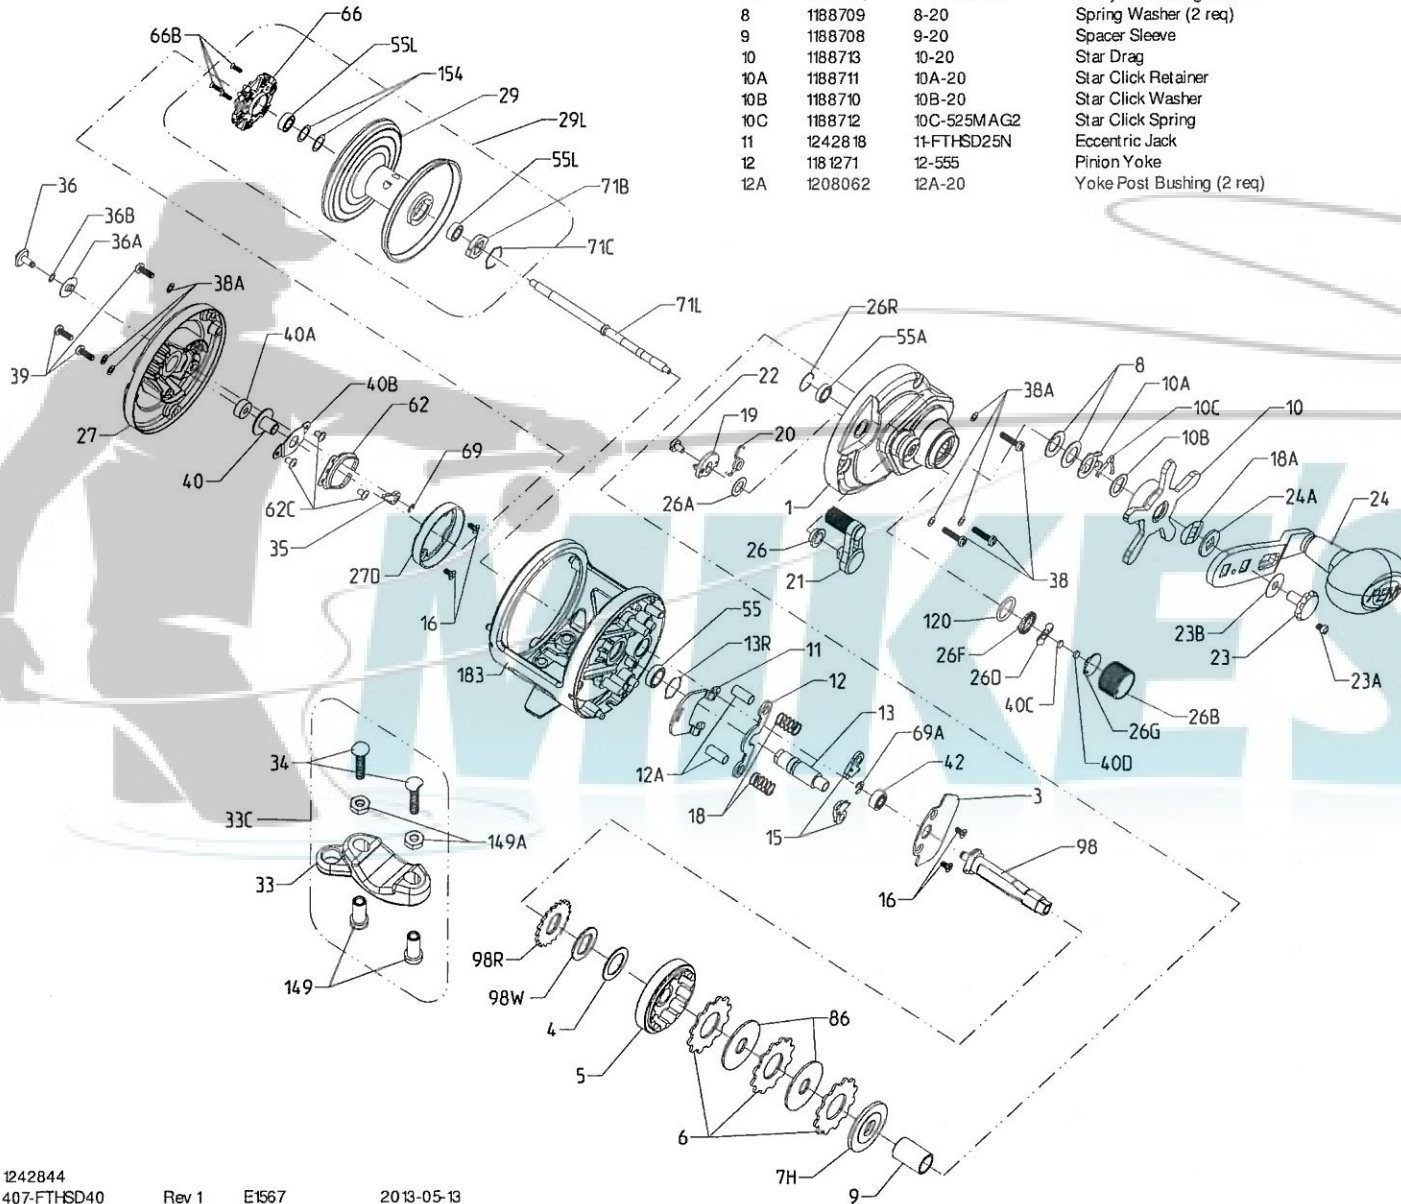 8 1188709 8-20 Spring Washer (2 req)
9 1188708 9-20 Spacer Sleeve
10 1188713 10-20 Star Drag
10A 1188711 10A-20 Star Click Retainer
10B 1188710 10B-20 Star Click Washer
10C 1188712 10C-525MAG2 Star Click Spring
11 1242818 11-FTHSD25N Eccentric Jack
12 1181271 12-555 Pinion Yoke
12A 1208062 12A-20 Yoke Post Bushing (2 req)
66
66B
55L
154
29
29L
55L
71B
71C
36
36B
36A
38A
39
27
40A
40B
62
40
62C
35
69
27D
16
71L
26R
55A
22
19
20
26A
1
26
21
38A
38
8
10A
10C
10
10B
18A
24A
24
PENN
23B
23
23A
120
26F
26D
40C
40D
26G
26B
183
55
13R
11
12
13
12A
18
69A
42
15
3
16
98
34
33C
149A
33
149
98R
98W
4
5
86
6
7H
9
MIKE'S
1242844
407-FTHSD40 Rev 1 E1567 2013-05-13